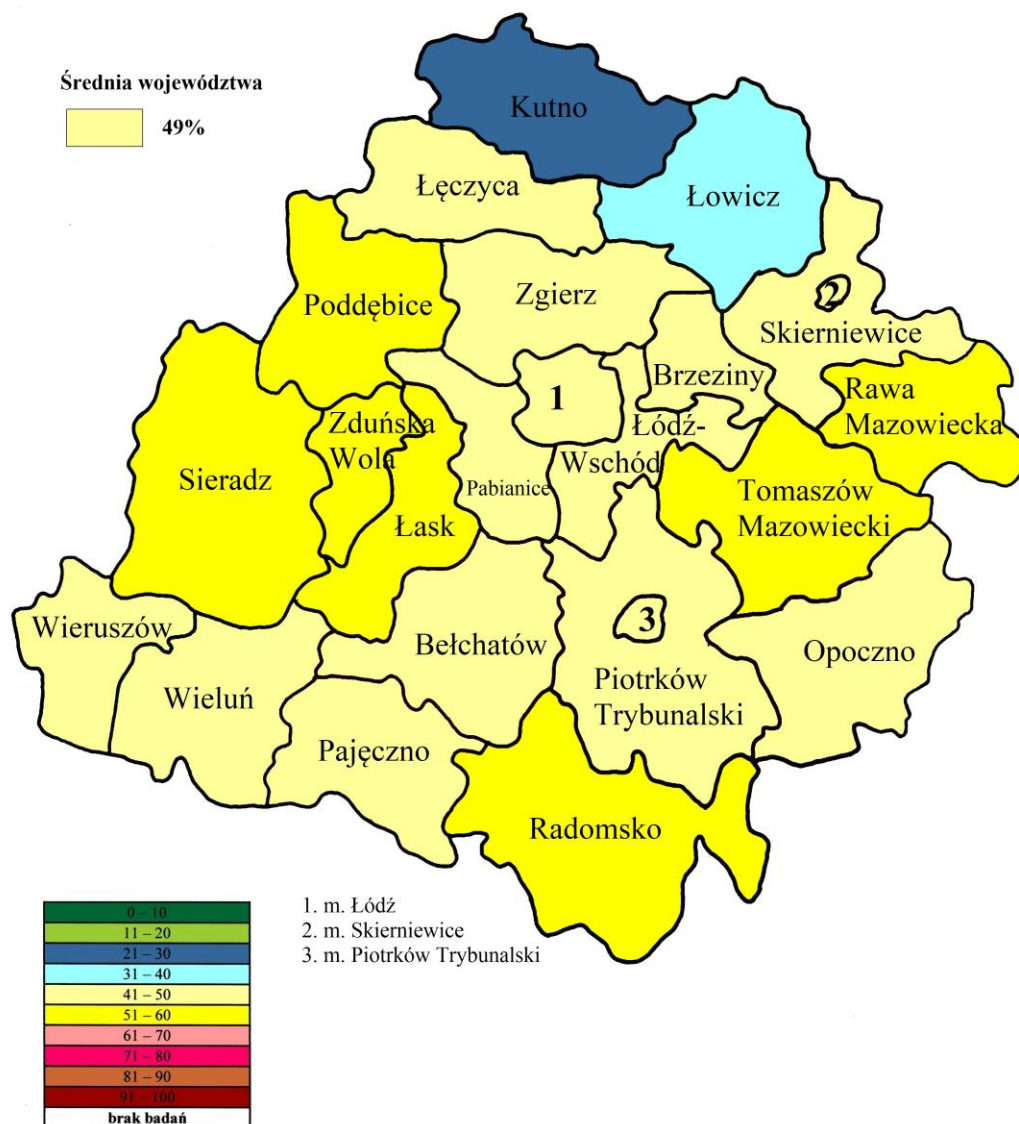 Średnia województwa
49%
Kutno
Łęczyca
Łowicz
Poddębice
Zgierz
2
Skierniewice
Brzeziny
Rawa
Mazowiecka
1
Zduńska
Wola
Łódź-
Wschód
Sieradz
Pabianice
Łask
Tomaszów
Mazowiecki
Wieruszów
Bełchatów
3
Opoczno
Wieluń
Piotrków
Trybunalski
Pajęczno
Radomsko
0 – 10
11 – 20
21 – 30
31 – 40
41 – 50
51 – 60
61 – 70
71 – 80
81 – 90
91 – 100
brak badań
1. m. Łódź
2. m. Skierniewice
3. m. Piotrków Trybunalski